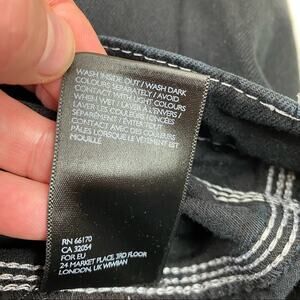 WASH INSIDE OUT / WASH DARK
COLOURS SEPARATELY / AVOID
CONTACT WITH LIGHT COLOURS
WHEN WET / LAVER À L'ENVERS /
LAVER LES COULEURS FONCÉES
SÉPARÉMENT / ÉVITER TOUT
CONTACT AVEC DES COULEURS
PÂLES LORSQUE LE VÊTEMENT EST
MOUILLÉ
RN 66170
CA 32054
FOR EU
24 MARKET PLACE, 3RD FLOOR
LONDON, UK W1W8AN